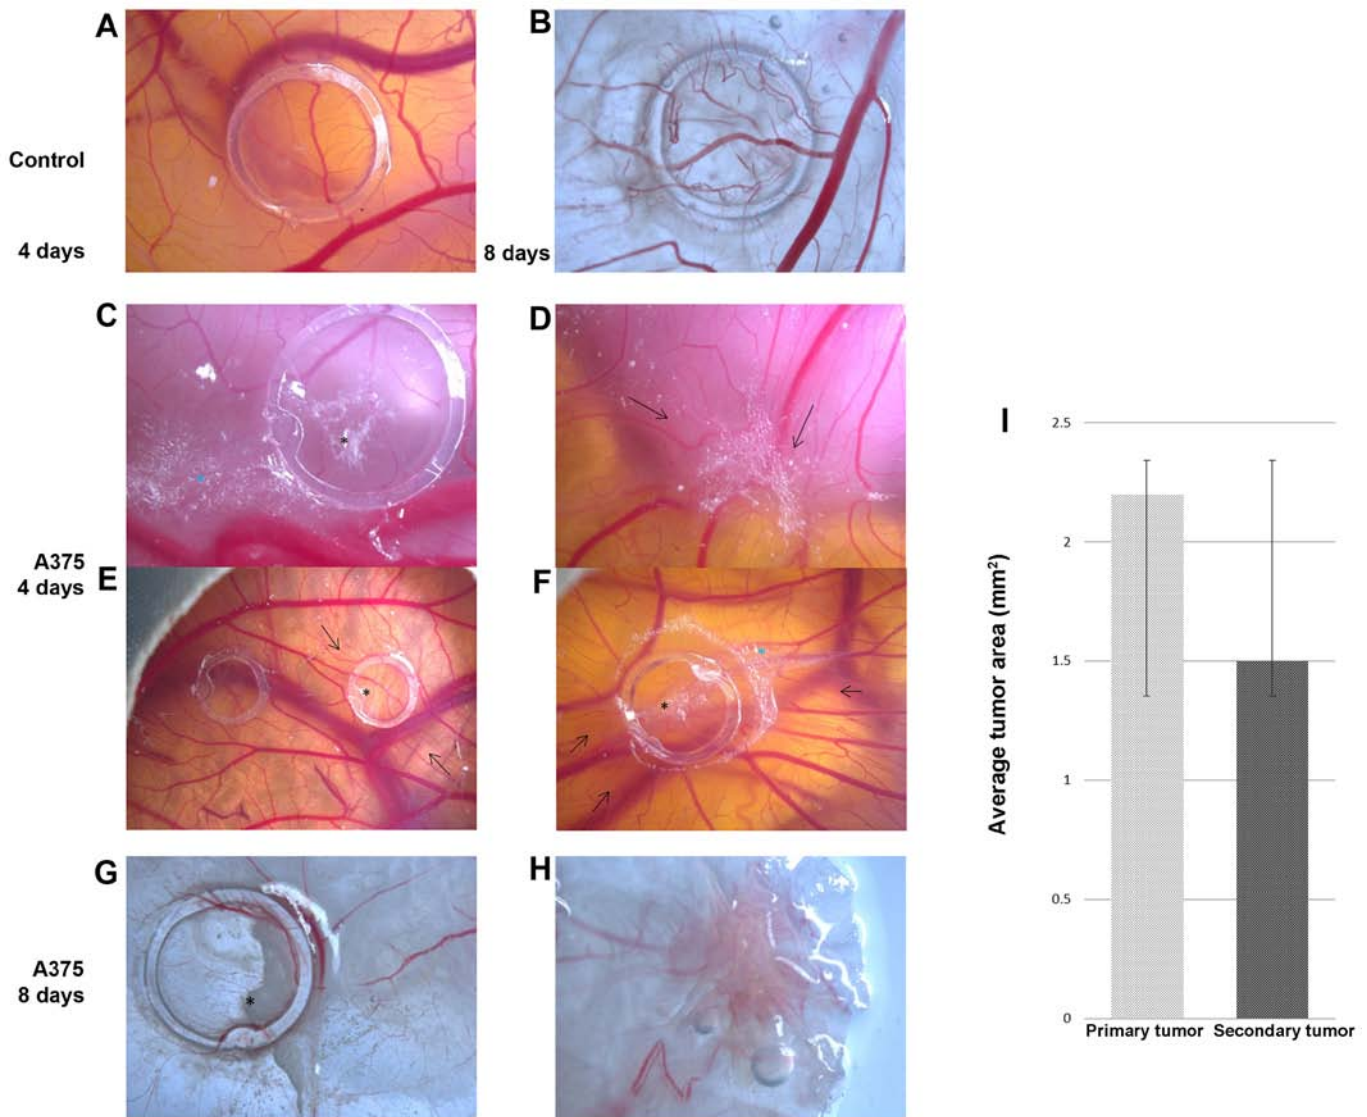 A
B
Control
4 days
8 days
C
D
A375
4 days
E
F
G
H
A375
8 days
I
2.5
2
1.5
1
0.5
0
Average tumor area (mm²)
Primary tumor
Secondary tumor
*
*
*
*
*
*